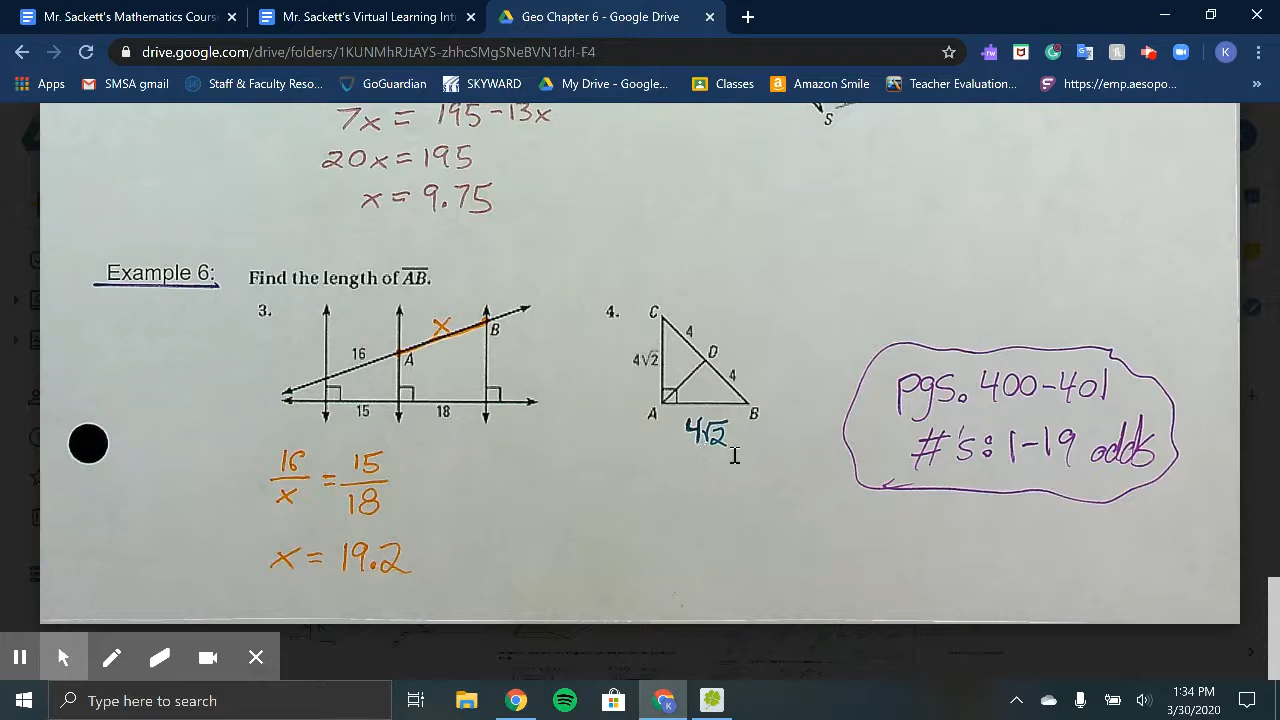 Mr. Sackett's Mathematics Cours
Mr. Sackett's Virtual Learning Int
Geo Chapter 6 - Google Drive
drive.google.com/drive/folders/1KUNMhRJtAYS-zhhcSMgSNeBVN1drl-F4
Apps
SMSA gmail
Staff & Faculty Reso...
GoGuardian
SKYWARD
My Drive - Google...
Classes
Amazon Smile
Teacher Evaluation...
https://emp.aesopo...
7x = 195-13x
S
20x = 195
x = 9.75
Example 6:
Find the length of AB.
3.
16
x
A
B
15
18
4.
C
4
4√2
D
4
A
B
4√2
pgs. 400-401
#'s: 1-19 odds
16/x = 15/18
x = 19.2
Type here to search
1:34 PM
3/30/2020